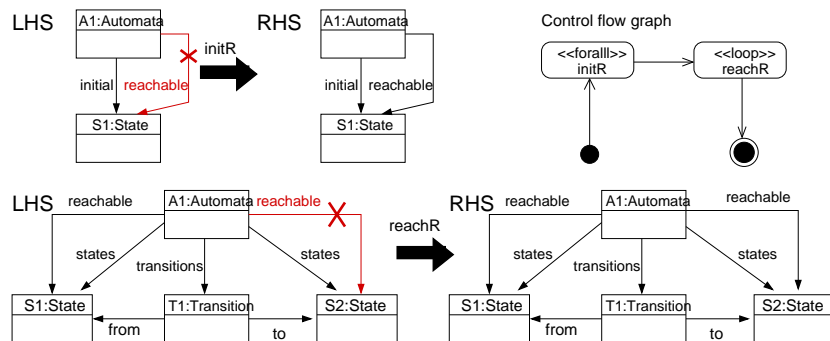 LHS
A1:Automata
initial
reachable
S1:State
initR
RHS
A1:Automata
initial
reachable
S1:State
Control flow graph
<<foralll>>
initR
<<loop>>
reachR
LHS
reachable
A1:Automata
reachable
states
transitions
states
S1:State
T1:Transition
S2:State
from
to
reachR
RHS
reachable
A1:Automata
reachable
states
transitions
states
S1:State
T1:Transition
S2:State
from
to